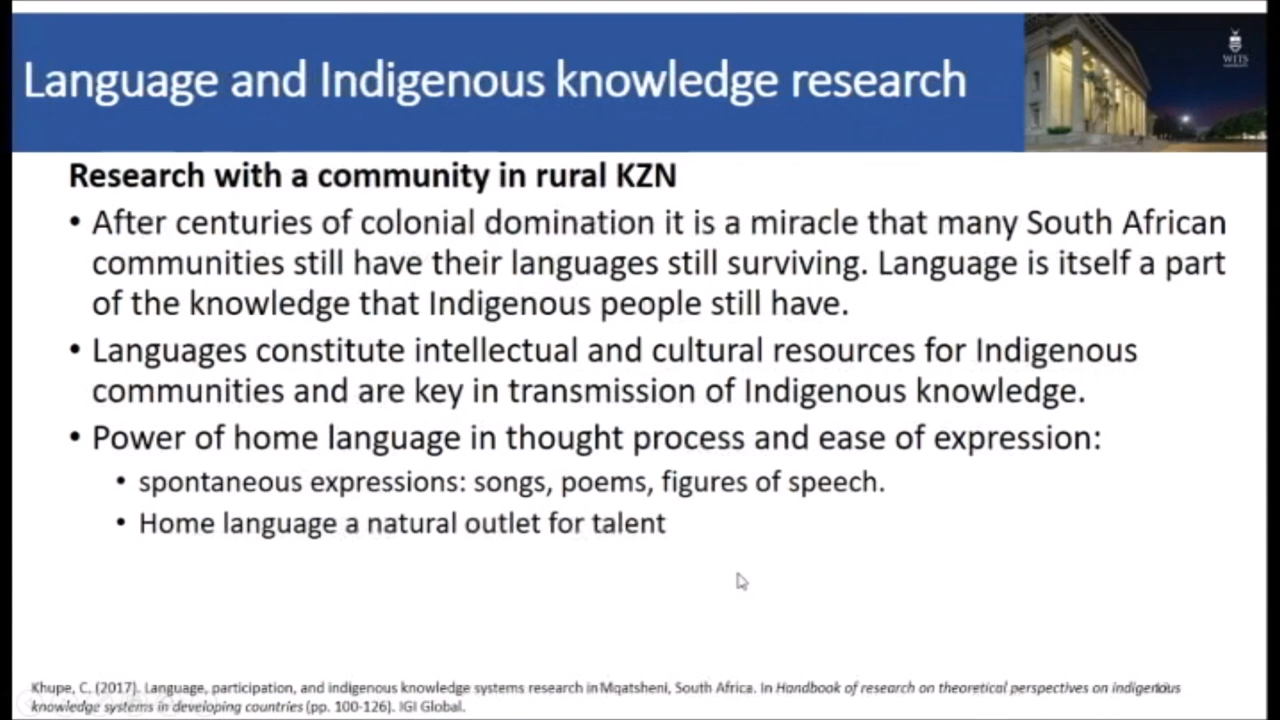 Language and Indigenous knowledge research
WITS
Research with a community in rural KZN
• After centuries of colonial domination it is a miracle that many South African
communities still have their languages still surviving. Language is itself a part
of the knowledge that Indigenous people still have.
• Languages constitute intellectual and cultural resources for Indigenous
communities and are key in transmission of Indigenous knowledge.
• Power of home language in thought process and ease of expression:
• spontaneous expressions: songs, poems, figures of speech.
• Home language a natural outlet for talent
Khupe, C. (2017). Language, participation, and indigenous knowledge systems research in Mqatsheni, South Africa. In Handbook of research on theoretical perspectives on indigenous
knowledge systems in developing countries (pp. 100-126). IGI Global.